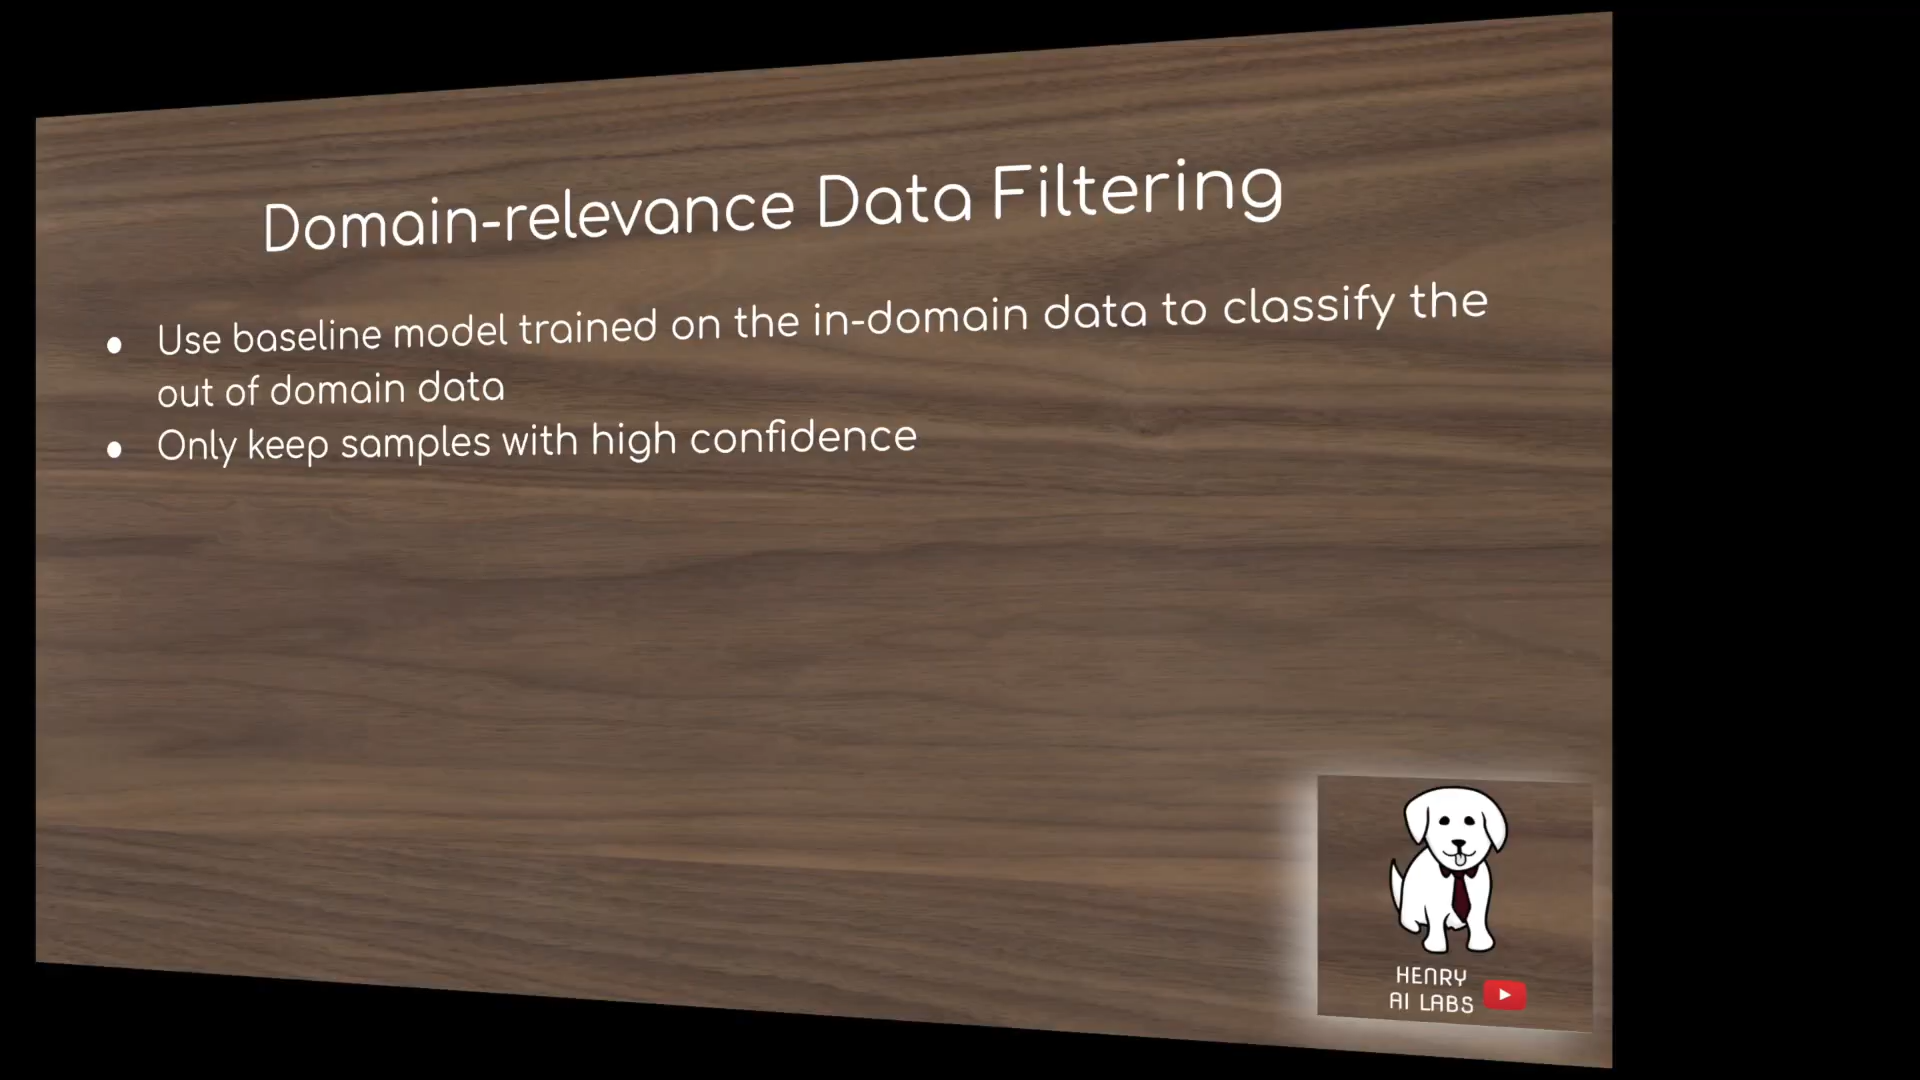 Domain-relevance Data Filtering
● Use baseline model trained on the in-domain data to classify the
out of domain data
● Only keep samples with high confidence
HENRY
AI LABS